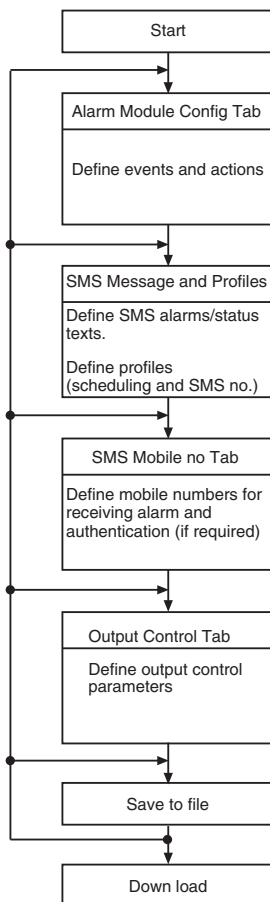 Start
Alarm Module Config Tab
Define events and actions
SMS Message and Profiles
Define SMS alarms/status
texts.
Define profiles
(scheduling and SMS no.)
SMS Mobile no Tab
Define mobile numbers for
receiving alarm and
authentication (if required)
Output Control Tab
Define output control
parameters
Save to file
Down load